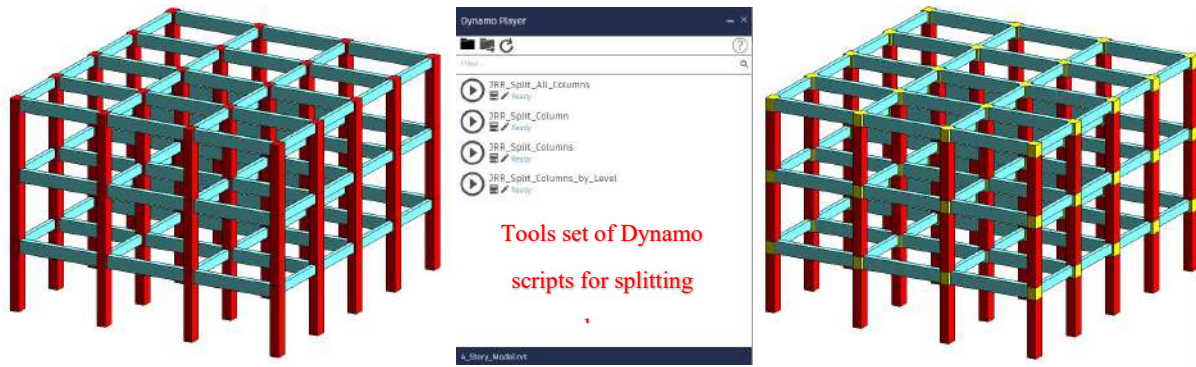 Dynamo Player
JRR_Split_All_Columns
Ready
JRR_Split_Column
Ready
JRR_Split_Columns
Ready
JRR_Split_Columns_by_Level
Ready
Tools set of Dynamo
scripts for splitting
4_Story_Model.rvt